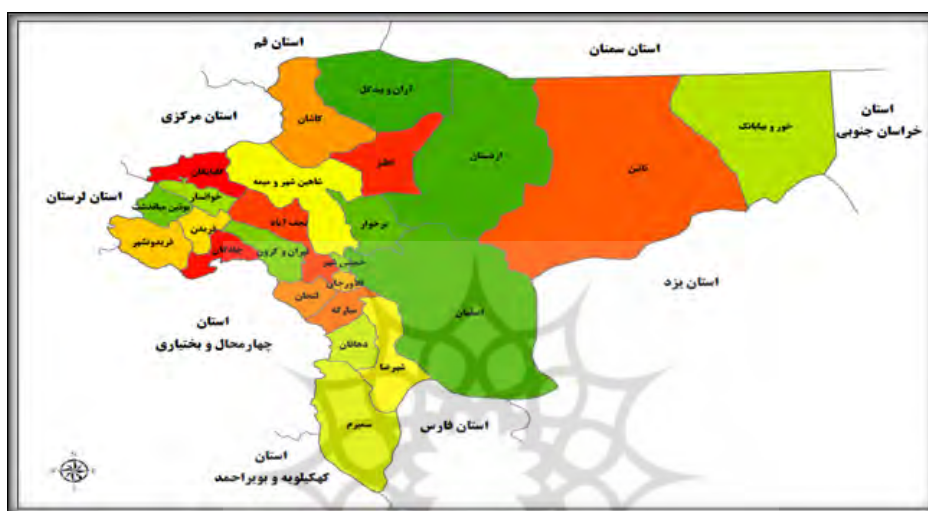 استان قم
استان سمنان
استان مرکزی
استان
خراسان جنوبی
استان لرستان
آران و بیدگل
کاشان
خور و بیابانک
نائین
اردستان
نطنز
گلپایگان
شاهین شهر و میمه
خوانسار
بوئین میاندشت
نجف آباد
برخوار
فریدن
فریدونشهر
چادگان
تیران و کرون
خمینی شهر
فلاورجان
لنجان
مبارکه
اصفهان
استان یزد
استان
چهارمحال و بختیاری
دهاقان
شهرضا
سمیرم
استان فارس
استان
کهکیلویه و بویراحمد